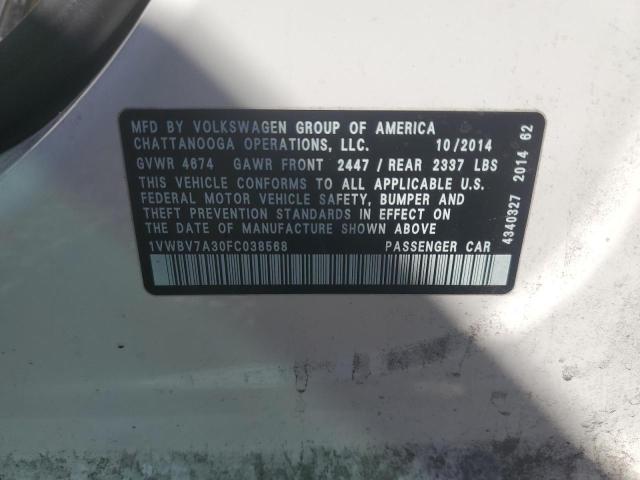 MFD BY VOLKSWAGEN GROUP OF AMERICA
CHATTANOOGA OPERATIONS, LLC. 10/2014
GVWR 4674 GAWR FRONT 2447 / REAR 2337 LBS
THIS VEHICLE CONFORMS TO ALL APPLICABLE U.S.
FEDERAL MOTOR VEHICLE SAFETY, BUMPER AND
THEFT PREVENTION STANDARDS IN EFFECT ON
THE DATE OF MANUFACTURE SHOWN ABOVE
1VWBV7A30FC038568 PASSENGER CAR
4340327 2014 62